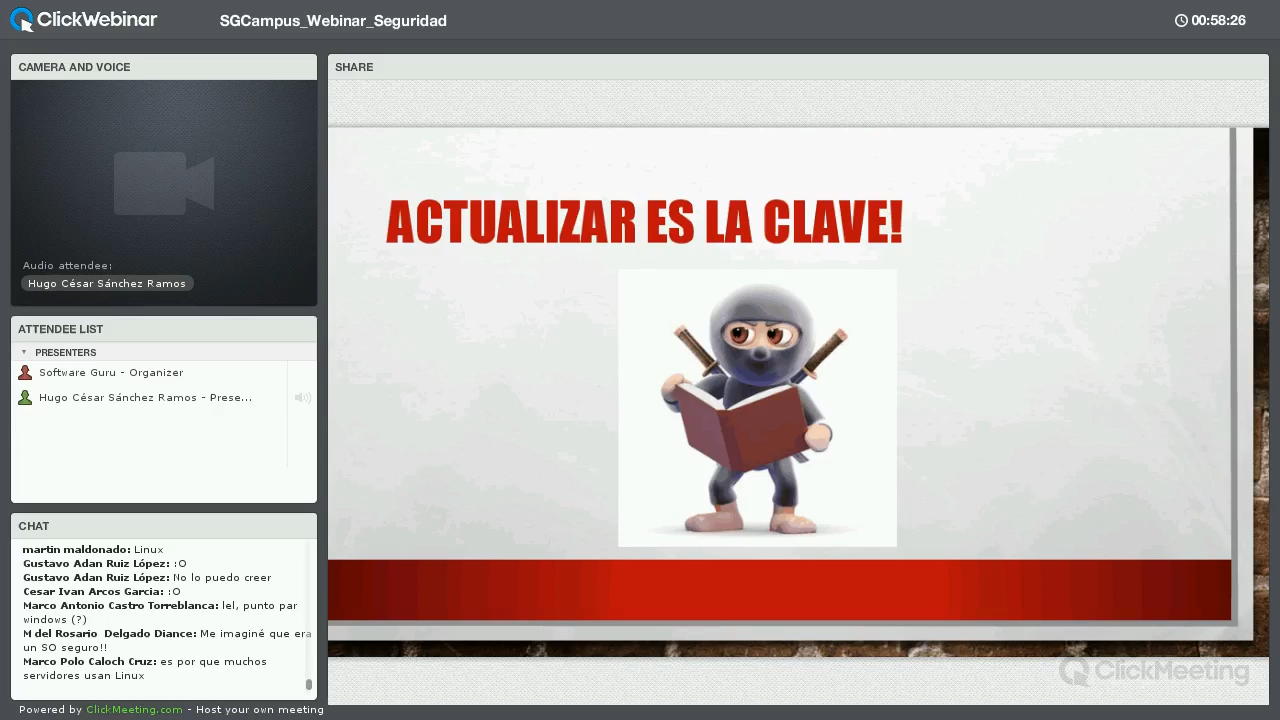 ClickWebinar
SGCampus_Webinar_Seguridad
00:58:26
CAMERA AND VOICE
Audio attendee:
Hugo César Sánchez Ramos
ATTENDEE LIST
PRESENTERS
Software Guru - Organizer
Hugo César Sánchez Ramos - Prese...
CHAT
martin maldonado: Linux
Gustavo Adan Ruiz López: :O
Gustavo Adan Ruiz López: No lo puedo creer
Cesar Ivan Arcos Garcia: :O
Marco Antonio Castro Torreblanca: lel, punto par
windows (?)
M del Rosario Delgado Diance: Me imaginé que era
un SO seguro!!
Marco Polo Caloch Cruz: es por que muchos
servidores usan Linux
Powered by ClickMeeting.com - Host your own meeting
SHARE
ACTUALIZAR ES LA CLAVE!
ClickMeeting